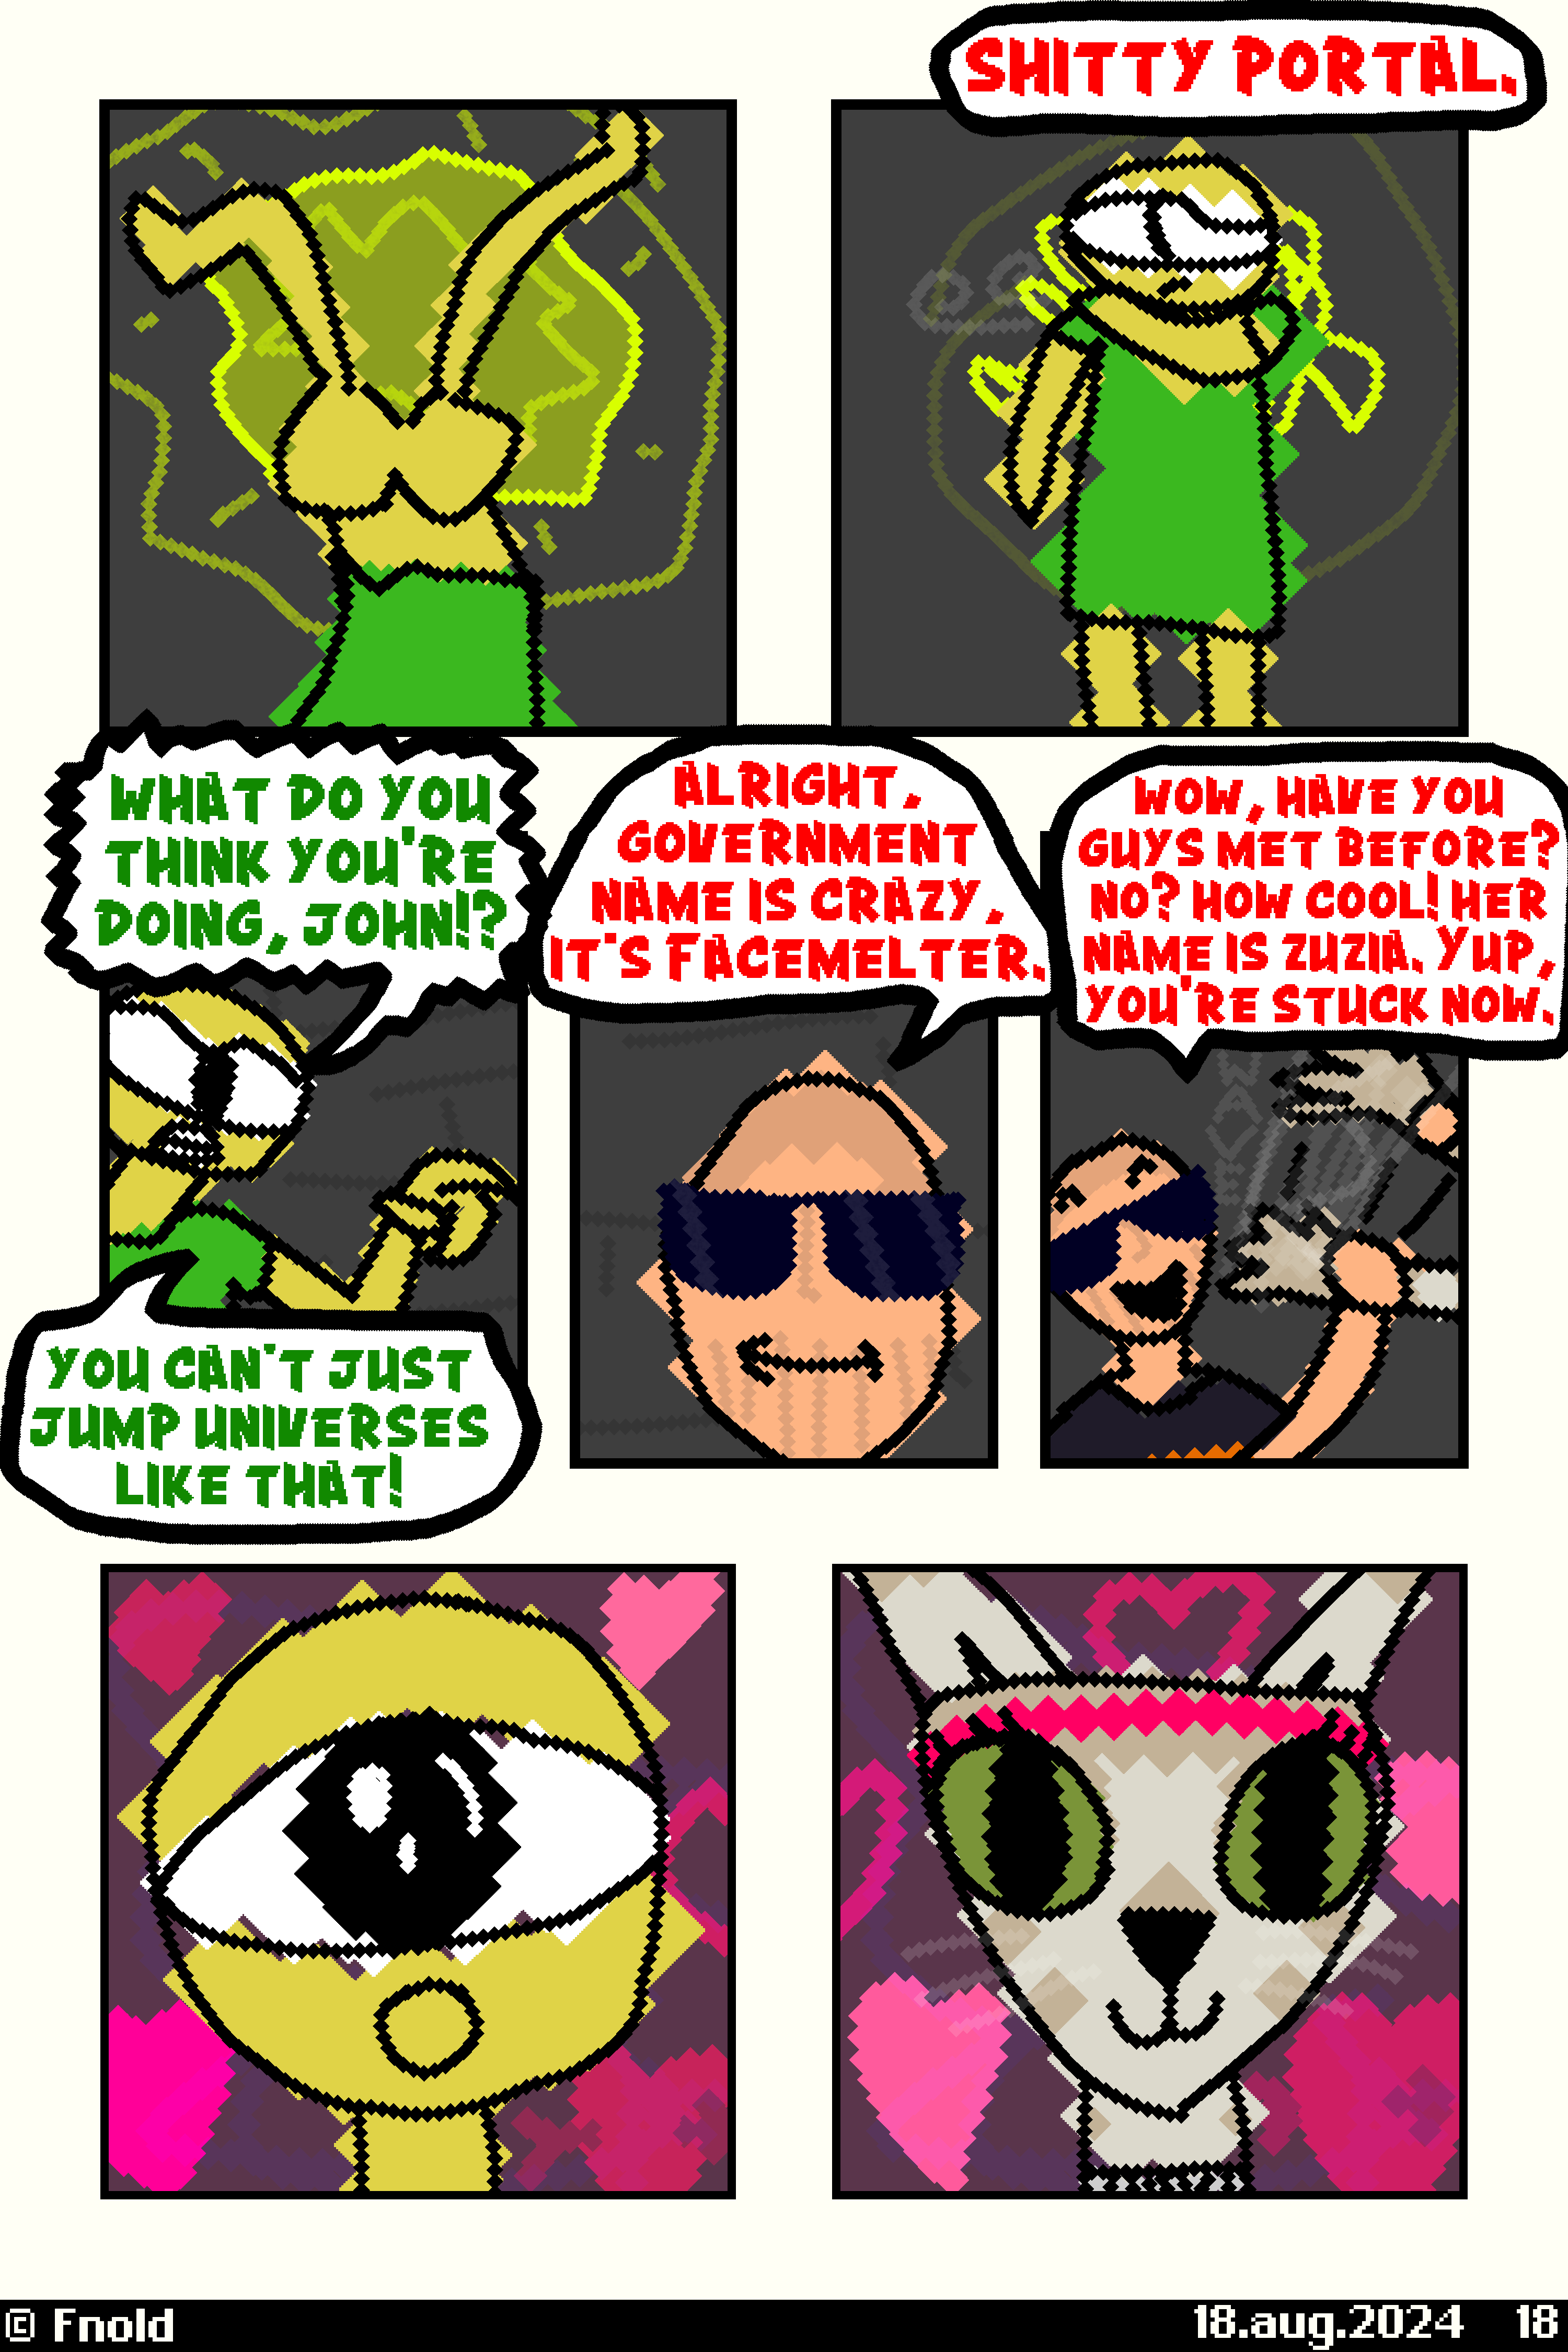 SHITTY PORTAL.
WHAT DO YOU
THINK YOU'RE
DOING, JOHN!?
YOU CAN'T JUST
JUMP UNIVERSES
LIKE THAT!
ALRIGHT,
GOVERNMENT
NAME IS CRAZY,
IT'S FACEMELTER.
WOW, HAVE YOU
GUYS MET BEFORE?
NO? HOW COOL! HER
NAME IS ZUZIA. YUP,
YOU'RE STUCK NOW.
© Fnold
18.aug.2024 18